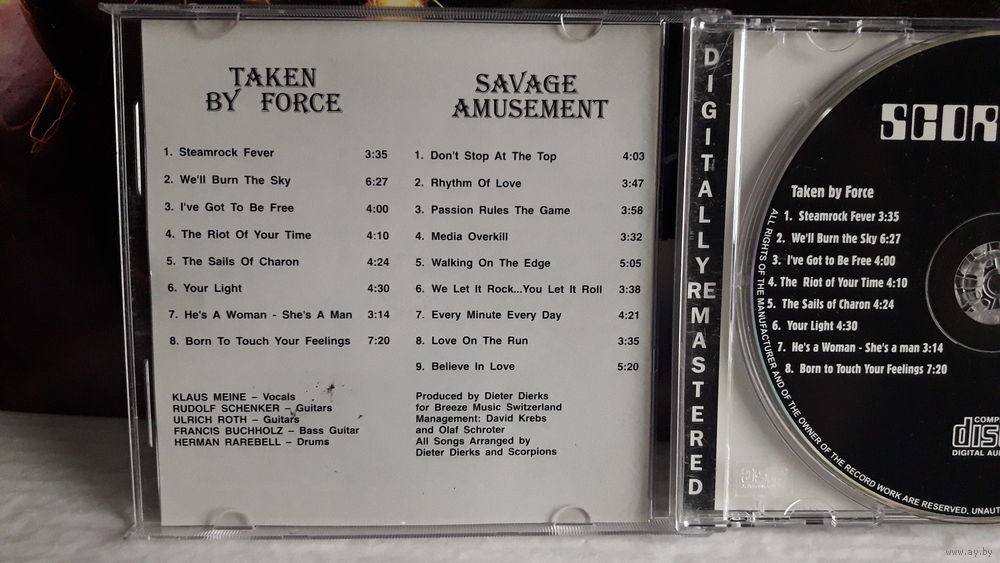 TAKEN
BY FORCE
1. Steamrock Fever 3:35
2. We'll Burn The Sky 6:27
3. I've Got To Be Free 4:00
4. The Riot Of Your Time 4:10
5. The Sails Of Charon 4:24
6. Your Light 4:30
7. He's A Woman - She's A Man 3:14
8. Born To Touch Your Feelings 7:20
KLAUS MEINE – Vocals
RUDOLF SCHENKER – Guitars
ULRICH ROTH – Guitars
FRANCIS BUCHHOLZ – Bass Guitar
HERMAN RAREBELL – Drums
SAVAGE
AMUSEMENT
1. Don't Stop At The Top 4:03
2. Rhythm Of Love 3:47
3. Passion Rules The Game 3:58
4. Media Overkill 3:32
5. Walking On The Edge 5:05
6. We Let It Rock...You Let It Roll 3:38
7. Every Minute Every Day 4:21
8. Love On The Run 3:35
9. Believe In Love 5:20
Produced by Dieter Dierks
for Breeze Music Switzerland
Management: David Krebs
and Olaf Schroter
All Songs Arranged by
Dieter Dierks and Scorpions
DIGITALLY REMASTERED
SCOR
Taken by Force
1. Steamrock Fever 3:35
2. We'll Burn the Sky 6:27
3. I've Got to Be Free 4:00
4. The Riot of Your Time 4:10
5. The Sails of Charon 4:24
6. Your Light 4:30
7. He's a Woman - She's a man 3:14
8. Born to Touch Your Feelings 7:20
COMP
dis
DIGITAL AUD
ALL RIGHTS OF THE MANUFACTURER AND OF THE OWNER OF THE RECORD WORK ARE RESERVED, UNAUT
www.ay.by